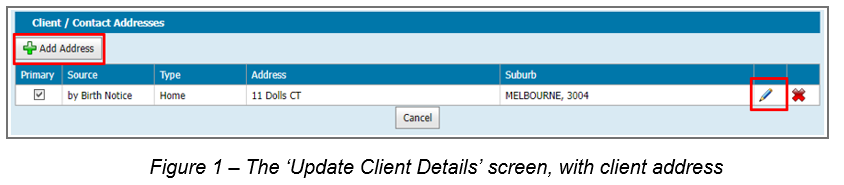 Client / Contact Addresses
Add Address
Primary Source Type Address Suburb
by Birth Notice Home 11 Dolls CT MELBOURNE, 3004
Cancel
Figure 1 – The ‘Update Client Details’ screen, with client address